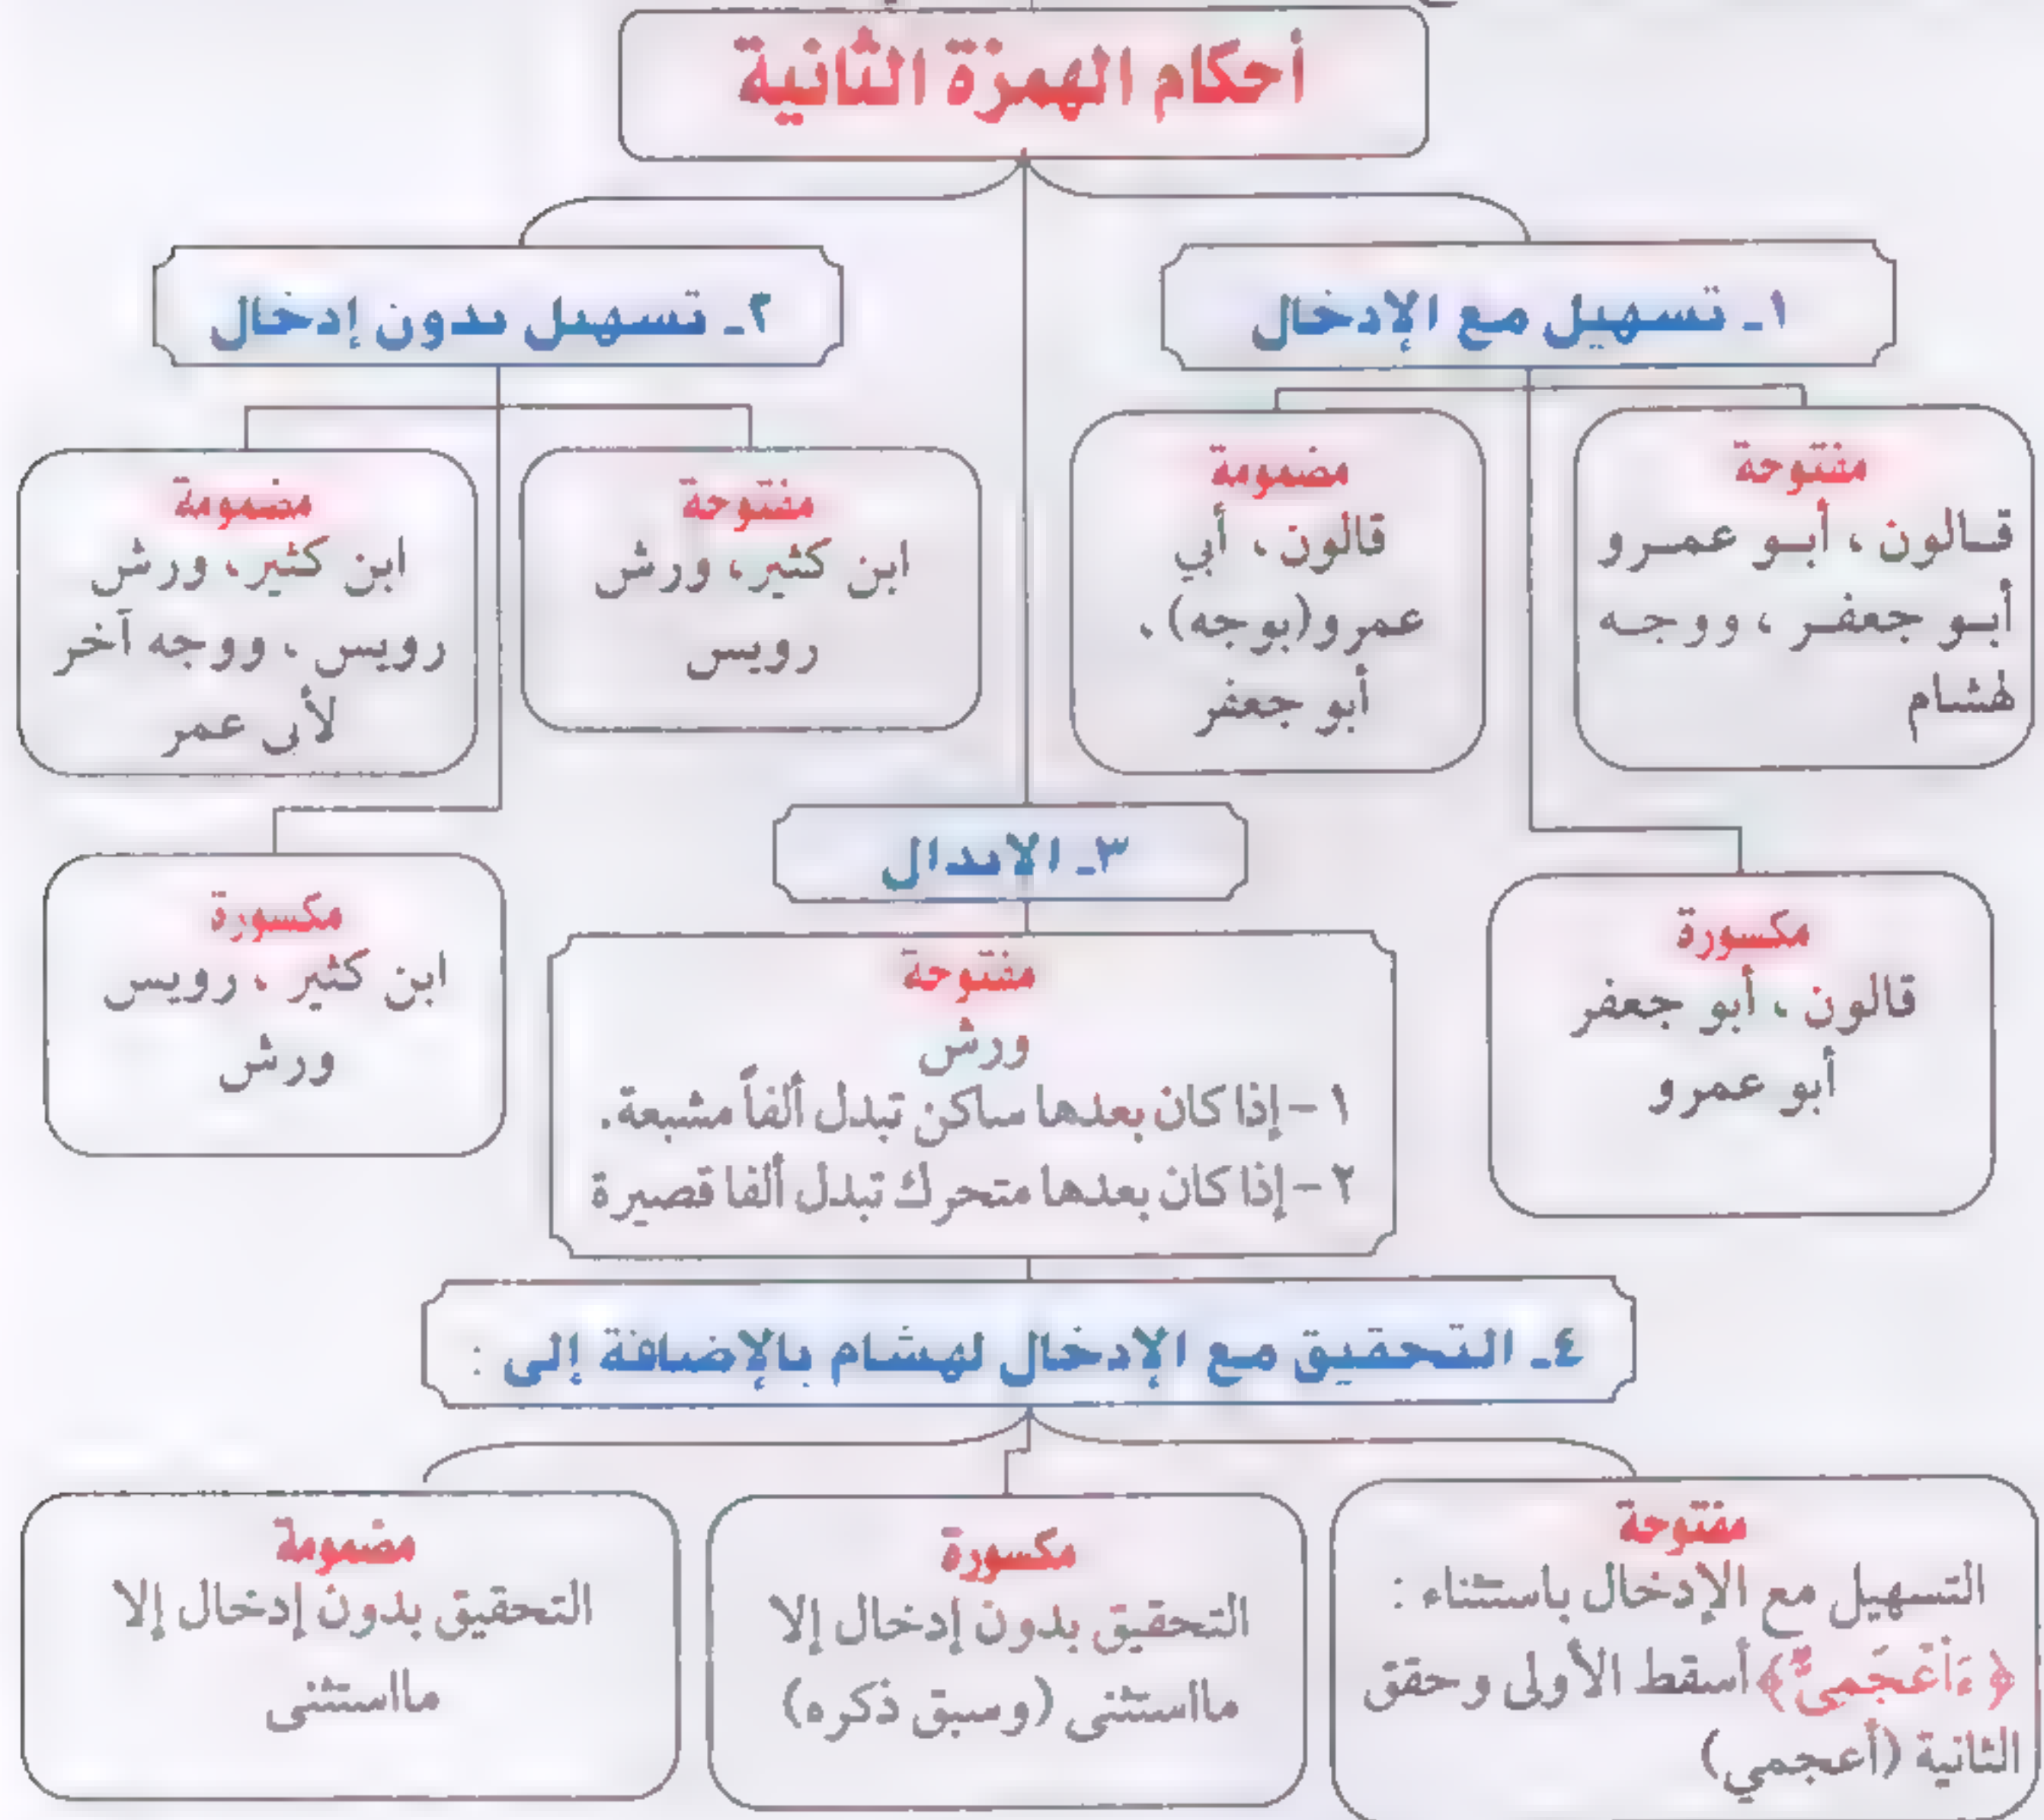 أحكام الهمزة الثانية
١ـ تسهيل مع الإدخال
مفتوحة
قالون ، أبو عمرو
أبو جعفر ، ووجه
لهشام
مضمومة
قالون، أبي
عمرو(بوجه) ،
أبو جعفر
مكسورة
قالون ، أبو جعفر
أبو عمرو
٢ـ تسهيل بدون إدخال
مفتوحة
ابن كثير، ورش
رويس
مضمومة
ابن كثير، ورش
رويس ، ووجه آخر
لأبي عمر
مكسورة
ابن كثير ، رويس
ورش
٣ـ الابدال
مفتوحة
ورش
١ - إذا كان بعدها ساكن تبدل ألفاً مشبعة.
٢ - إذا كان بعدها متحرك تبدل ألفا قصيرة
٤ـ التحقيق مع الإدخال لهشام بالإضافة إلى :
مفتوحة
التسهيل مع الإدخال باستثناء :
﴿ءَأَعْجَمِىٌّ﴾ أسقط الأولى وحقق
الثانية (أعجمي)
مكسورة
التحقيق بدون إدخال إلا
مااستثنى (وسبق ذكره)
مضمومة
التحقيق بدون إدخال إلا
مااستثنى